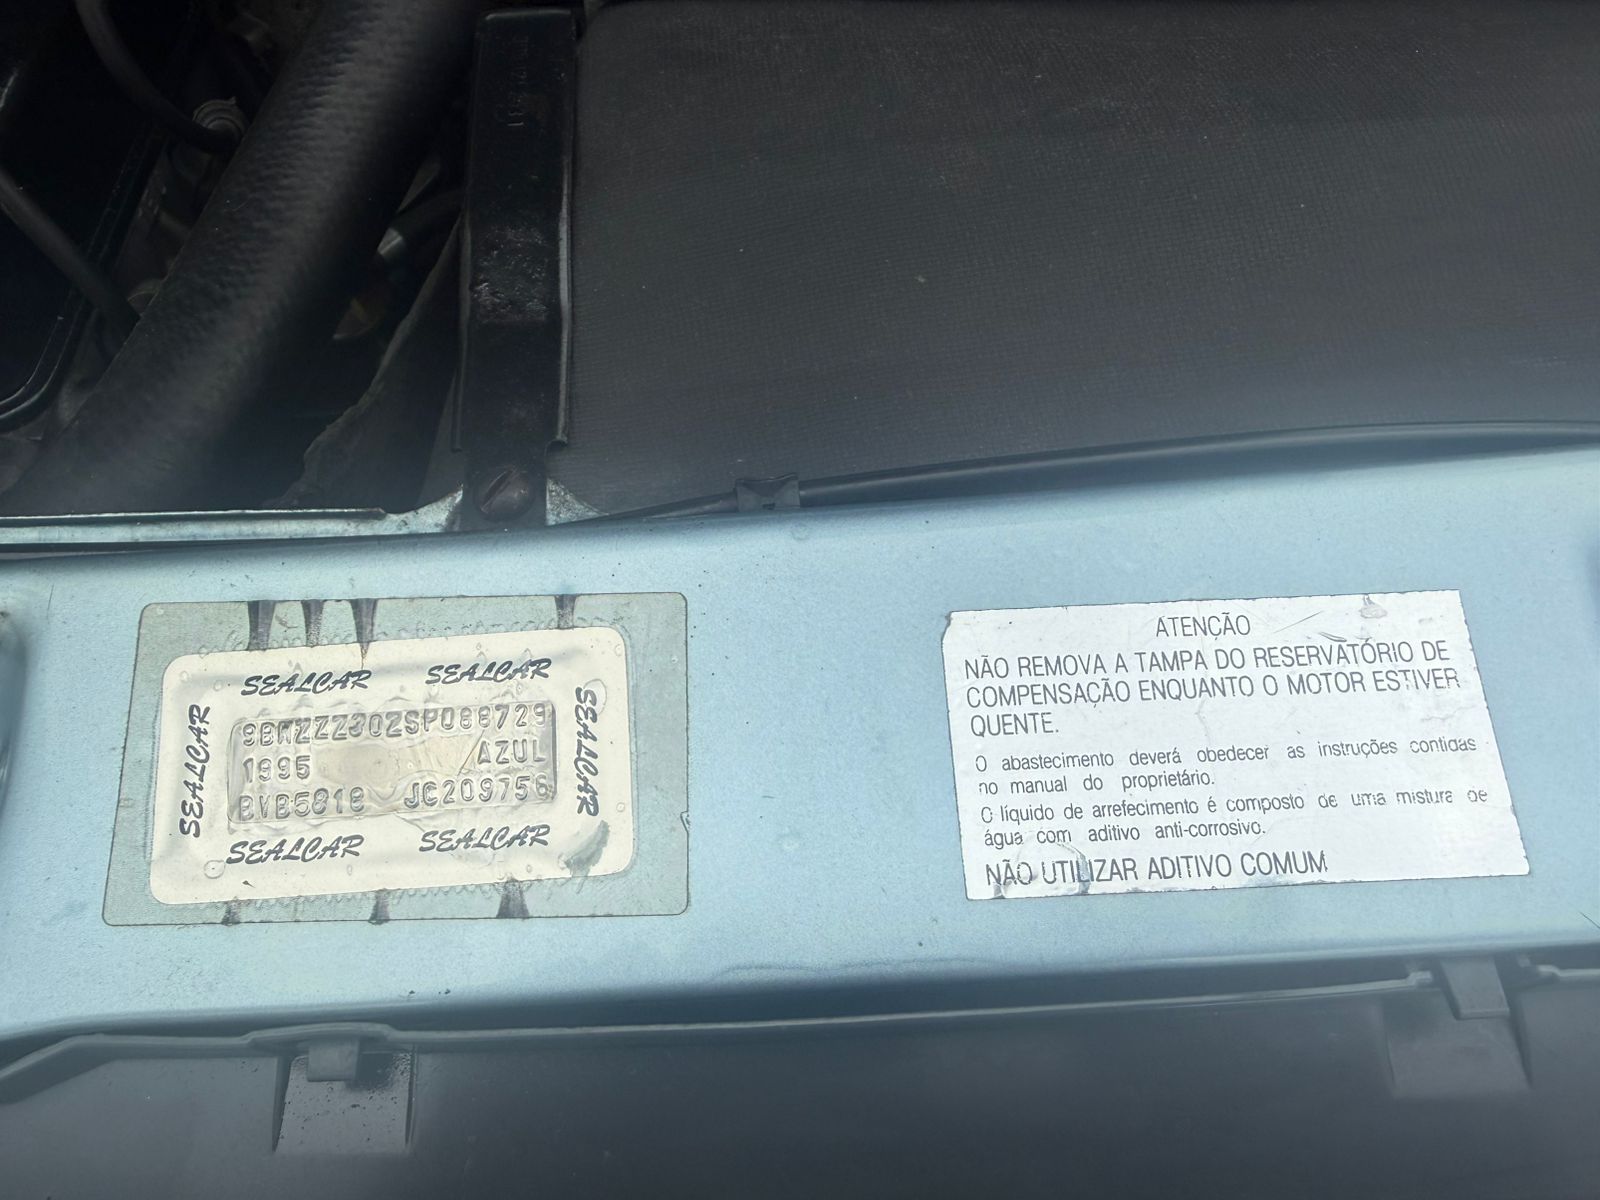 SEALCAR SEALCAR
SEALCAR
SEALCAR
9BWZZZ30ZSP088729
1995 AZUL
BVB5818 JC209756
SEALCAR SEALCAR
ATENÇÃO
NÃO REMOVA A TAMPA DO RESERVATÓRIO DE
COMPENSAÇÃO ENQUANTO O MOTOR ESTIVER
QUENTE.
O abastecimento deverá obedecer as instruções contidas
no manual do proprietário.
O líquido de arrefecimento é composto de uma mistura de
água com aditivo anti-corrosivo.
NÃO UTILIZAR ADITIVO COMUM